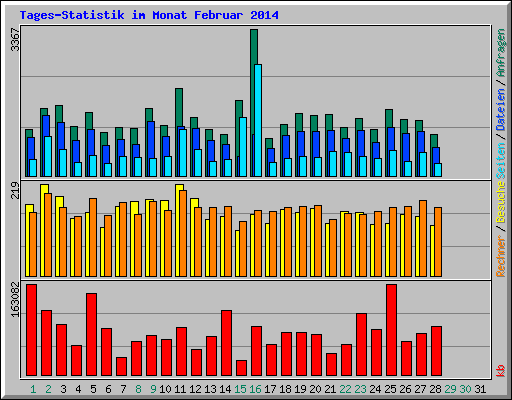 Tages-Statistik im Monat Februar 2014
3367
219
163082
Anfragen / Dateien / Seiten
Besuche / Rechner
kb
1 2 3 4 5 6 7 8 9 10 11 12 13 14 15 16 17 18 19 20 21 22 23 24 25 26 27 28 29 30 31